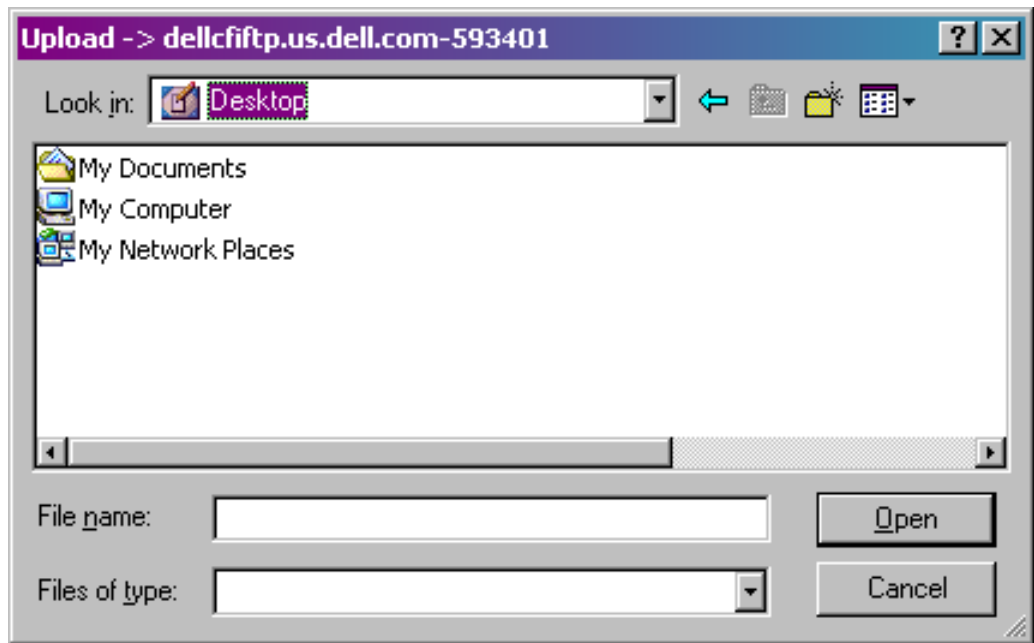 Upload -> dellcfiftp.us.dell.com-593401
Look in: Desktop
My Documents
My Computer
My Network Places
File name:
Open
Files of type:
Cancel